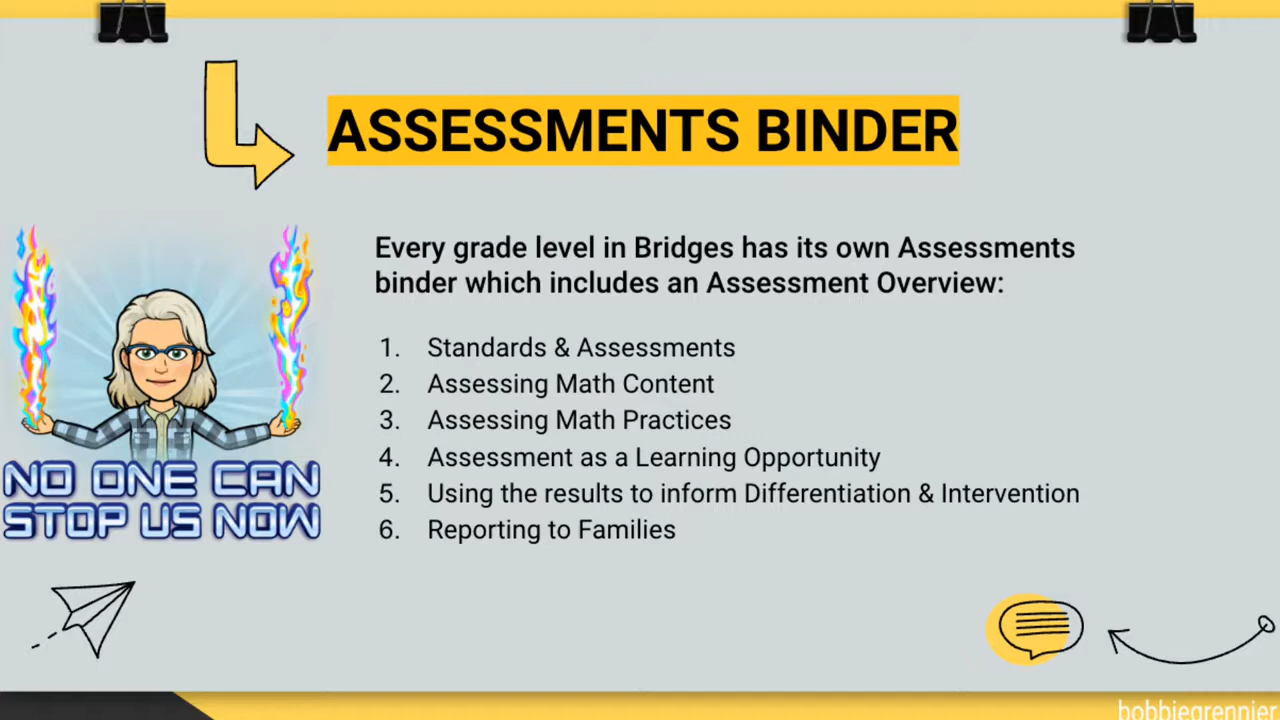 ASSESSMENTS BINDER
Every grade level in Bridges has its own Assessments
binder which includes an Assessment Overview:
1. Standards & Assessments
2. Assessing Math Content
3. Assessing Math Practices
4. Assessment as a Learning Opportunity
5. Using the results to inform Differentiation & Intervention
6. Reporting to Families
NO ONE CAN
STOP US NOW
bobbiegrennier